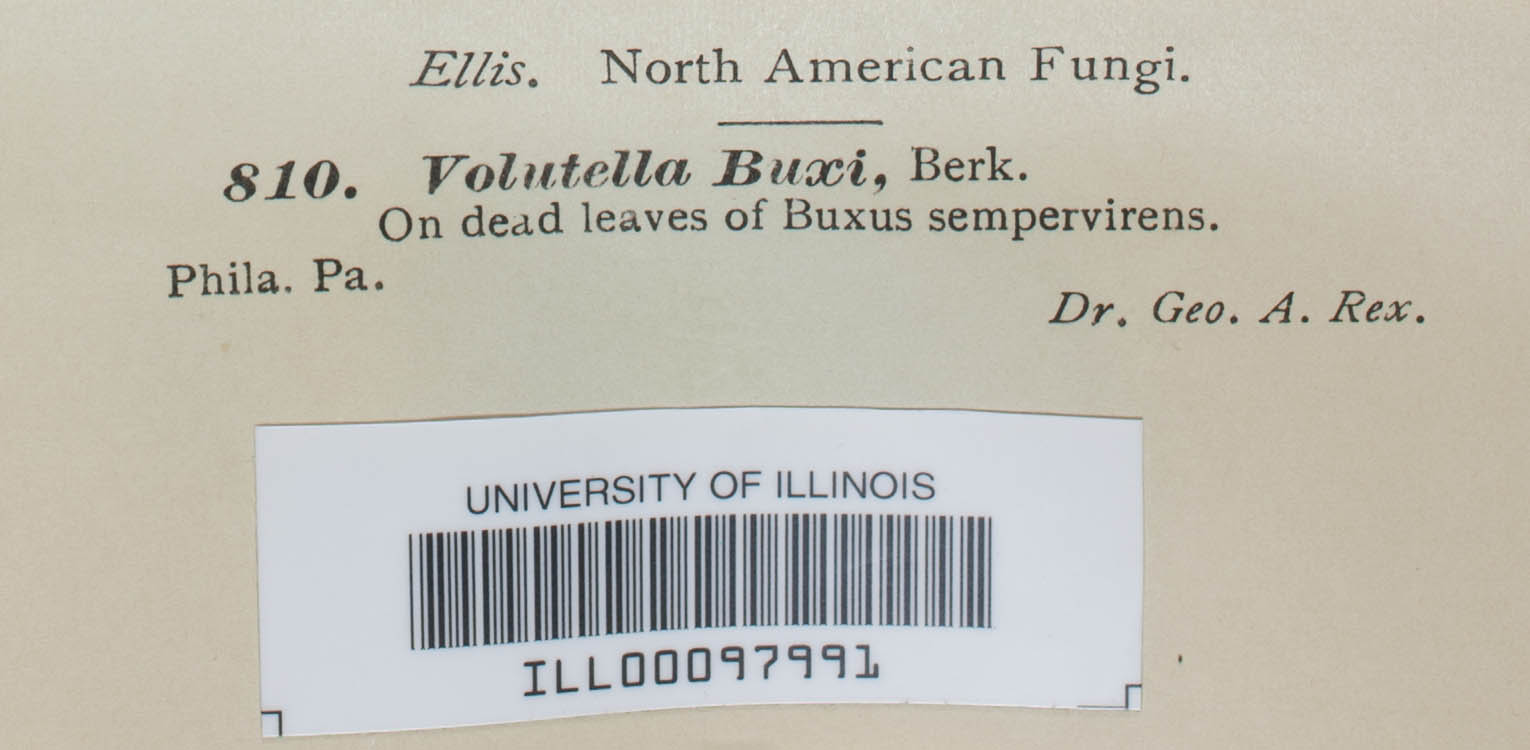 Ellis. North American Fungi.
810. Volutella Buxi, Berk.
On dead leaves of Buxus sempervirens.
Phila. Pa.
Dr. Geo. A. Rex.
UNIVERSITY OF ILLINOIS
ILL00097991